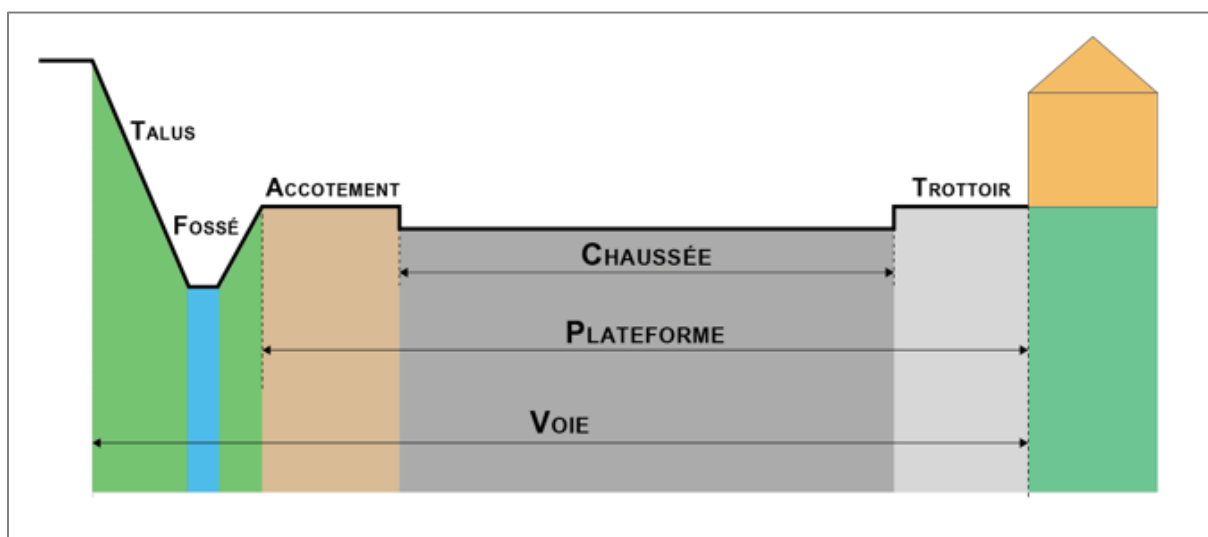 TALUS
ACCOTEMENT
TROTTOIR
FOSSÉ
CHAUSSÉE
PLATEFORME
VOIE